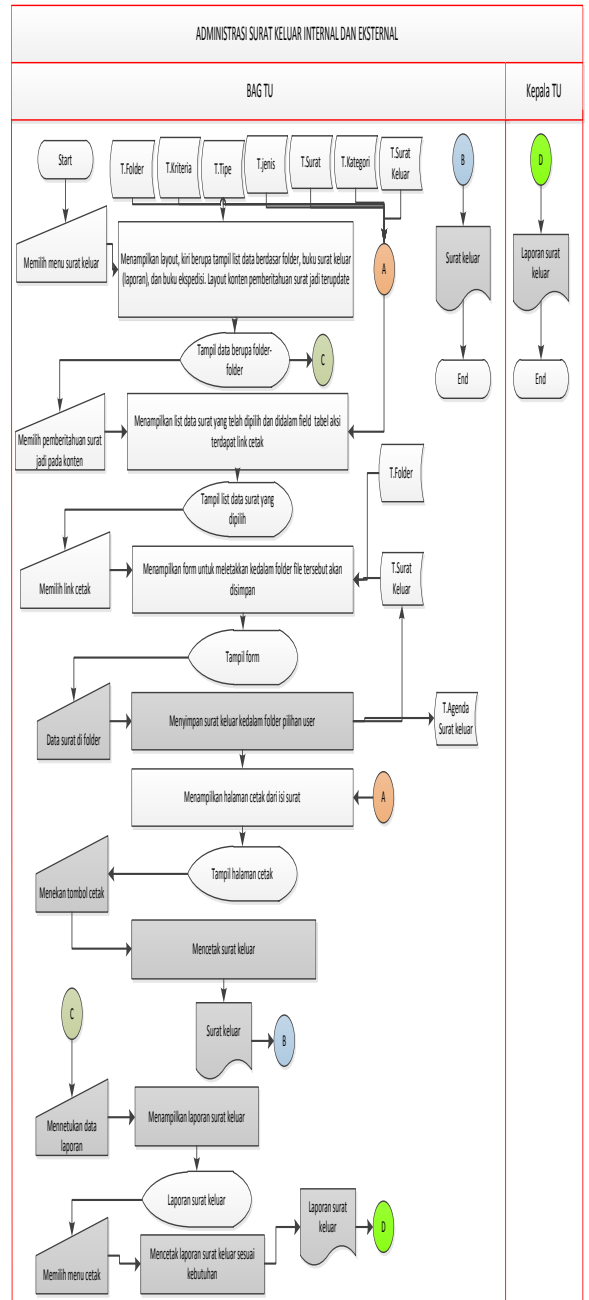 ADMINISTRASI SURAT KELUAR INTERNAL DAN EKSTERNAL
BAG TU
Kepala TU
Start
T.Folder
T.Kriteria
T.Tipe
T.jenis
T.Surat
T.Kategori
T.Surat
Keluar
B
D
Memilih menu surat keluar
Menampilkan layout, kiri berupa tampil list data berdasar folder, buku surat keluar
(laporan), dan buku ekspedisi. Layout konten pemberitahuan surat jadi terupdate
A
Surat keluar
Laporan surat
keluar
Tampil data berupa folder-
folder
C
End
End
Memilih pemberitahuan surat
jadi pada konten
Menampilkan list data surat yang telah dipilih dan didalam field  tabel aksi
terdapat link cetak
T.Folder
Tampil list data surat yang
dipilih
Memilih link cetak
Menampilkan form untuk meletakkan kedalam folder file tersebut akan
disimpan
T.Surat
Keluar
Tampil form
Data surat di folder
Menyimpan surat keluar kedalam folder pilihan user
T.Agenda
Surat keluar
Menampilkan halaman cetak dari isi surat
A
Tampil halaman cetak
Menekan tombol cetak
Mencetak surat keluar
C
Surat keluar
B
Mennetukan data
laporan
Menampilkan laporan surat keluar
Laporan surat keluar
Laporan surat
keluar
D
Memilih menu cetak
Mencetak laporan surat keluar sesuai
kebutuhan